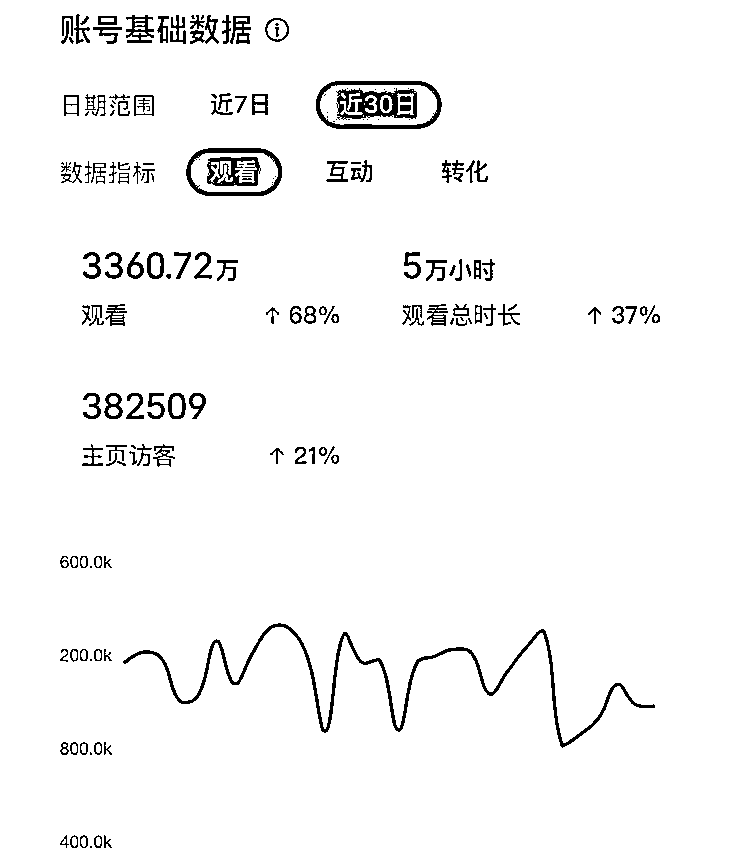 账号基础数据
日期范围 近7日 近30日
数据指标 观看 互动 转化
3360.72万 5万小时
观看 ↑ 68% 观看总时长 ↑ 37%
382509
主页访客 ↑ 21%
600.0k
200.0k
800.0k
400.0k